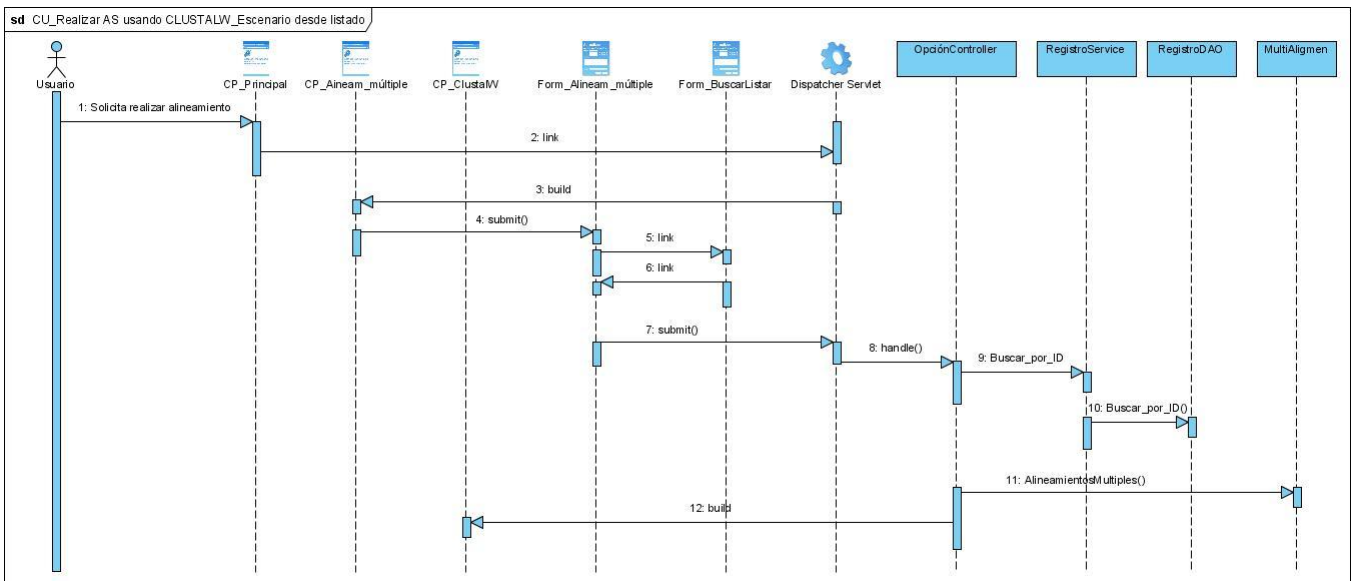 sd CU_Realizar AS usando CLUSTALW_Escenario desde listado
Usuario
CP_Principal
CP_Aineam_múltiple
CP_ClustalW
Form_Alineam_múltiple
Form_BuscarListar
Dispatcher Servlet
OpciónController
RegistroService
RegistroDAO
MultiAligmen
1: Solicita realizar alineamiento
2: link
3: build
4: submit()
5: link
6: link
7: submit()
8: handle()
9: Buscar_por_ID
10: Buscar_por_ID()
11: AlineamientosMultiples()
12: build